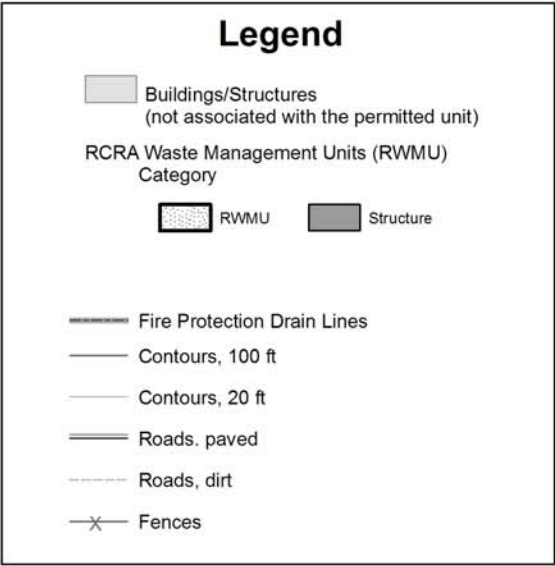 Legend
Buildings/Structures
(not associated with the permitted unit)
RCRA Waste Management Units (RWMU)
Category
RWMU Structure
Fire Protection Drain Lines
Contours, 100 ft
Contours, 20 ft
Roads. paved
Roads, dirt
Fences